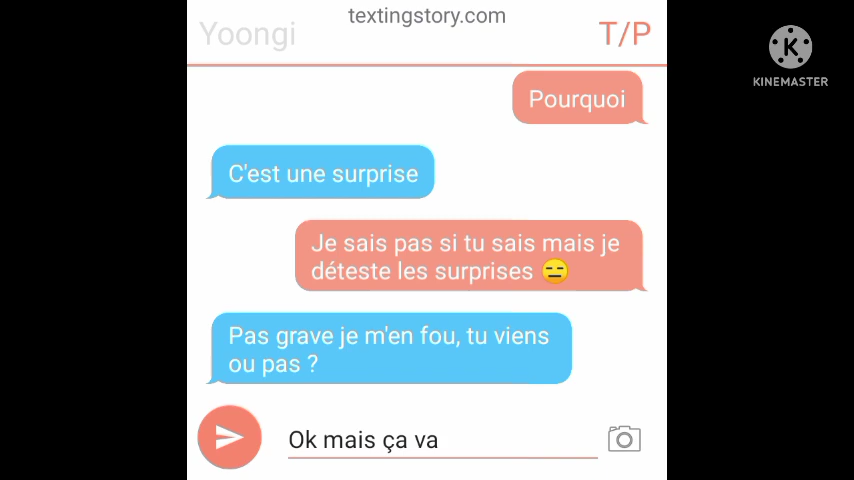 textingstory.com
Yoongi
T/P
KINEMASTER
Pourquoi
C'est une surprise
Je sais pas si tu sais mais je
déteste les surprises 😑
Pas grave je m'en fou, tu viens
ou pas ?
Ok mais ça va